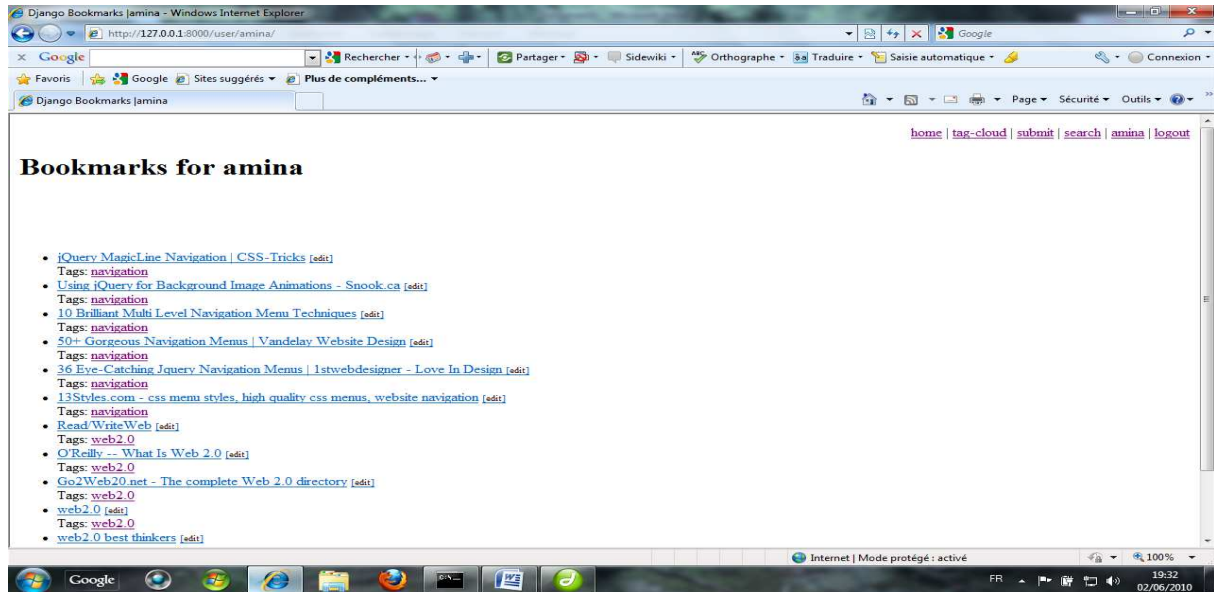 Django Bookmarks |amina - Windows Internet Explorer
http://127.0.0.1:8000/user/amina/
Google
Google Rechercher Partager Sidewiki Orthographe Traduire Saisie automatique Connexion
Favoris Google Sites suggérés Plus de compléments...
Django Bookmarks |amina Page Sécurité Outils
home | tag-cloud | submit | search | amina | logout
Bookmarks for amina
jQuery MagicLine Navigation | CSS-Tricks [edit]
Tags: navigation
Using jQuery for Background Image Animations - Snook.ca [edit]
Tags: navigation
10 Brilliant Multi Level Navigation Menu Techniques [edit]
Tags: navigation
50+ Gorgeous Navigation Menus | Vandelay Website Design [edit]
Tags: navigation
36 Eye-Catching Jquery Navigation Menus | 1stwebdesigner - Love In Design [edit]
Tags: navigation
13Styles.com - css menu styles, high quality css menus, website navigation [edit]
Tags: navigation
Read/WriteWeb [edit]
Tags: web2.0
O'Reilly -- What Is Web 2.0 [edit]
Tags: web2.0
Go2Web20.net - The complete Web 2.0 directory [edit]
Tags: web2.0
web2.0 [edit]
Tags: web2.0
web2.0 best thinkers [edit]
Internet | Mode protégé : activé 100%
Google FR 19:32
02/06/2010